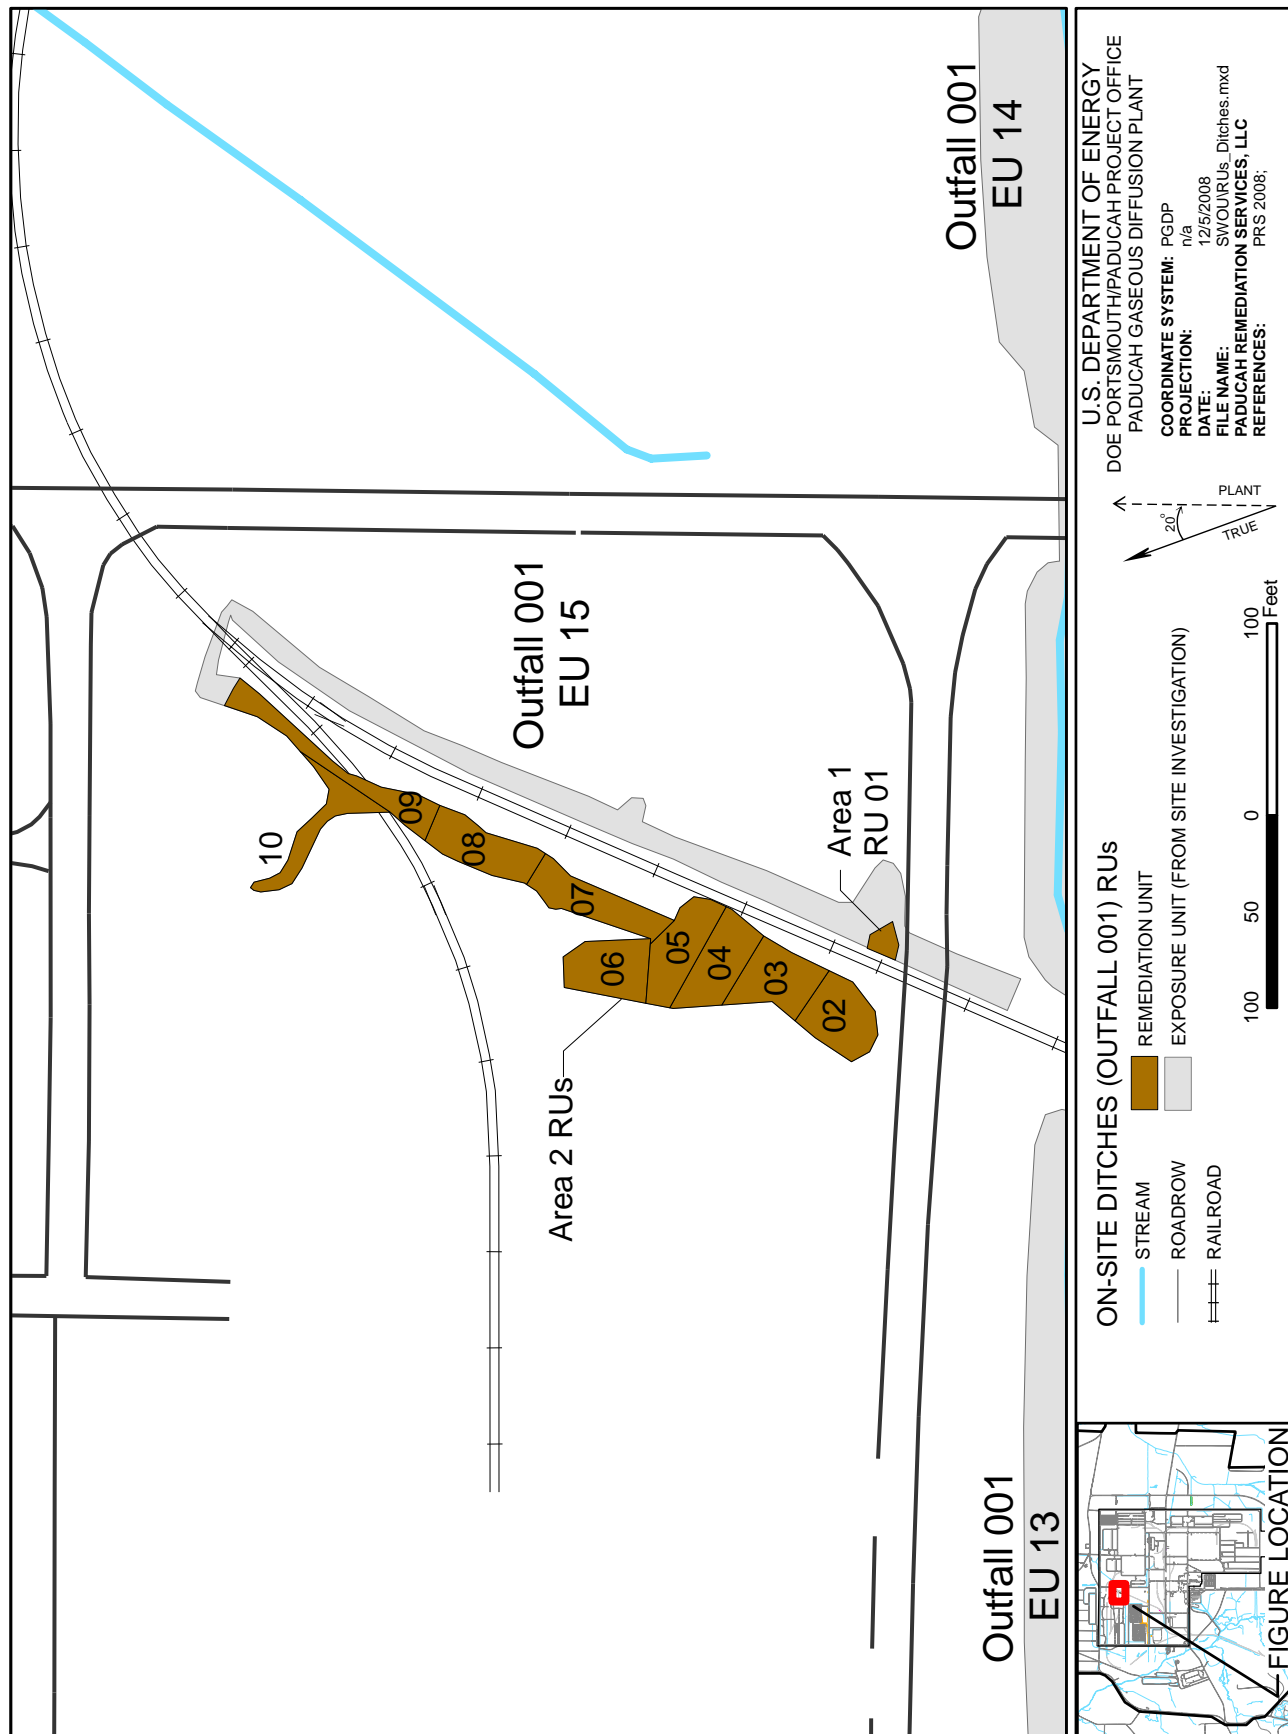 Outfall 001
EU 13
Outfall 001
EU 15
Outfall 001
EU 14
Area 2 RUs
Area 1
RU 01
10
09
08
07
06
05
04
03
02
FIGURE LOCATION
ON-SITE DITCHES (OUTFALL 001) RUs
STREAM
ROADROW
RAILROAD
REMEDIATION UNIT
EXPOSURE UNIT (FROM SITE INVESTIGATION)
100 50 0 100
Feet
20°
PLANT
TRUE
U.S. DEPARTMENT OF ENERGY
DOE PORTSMOUTH/PADUCAH PROJECT OFFICE
PADUCAH GASEOUS DIFFUSION PLANT
COORDINATE SYSTEM: PGDP
PROJECTION: n/a
DATE: 12/5/2008
FILE NAME: SWOU\RUs_Ditches.mxd
PADUCAH REMEDIATION SERVICES, LLC
REFERENCES: PRS 2008;